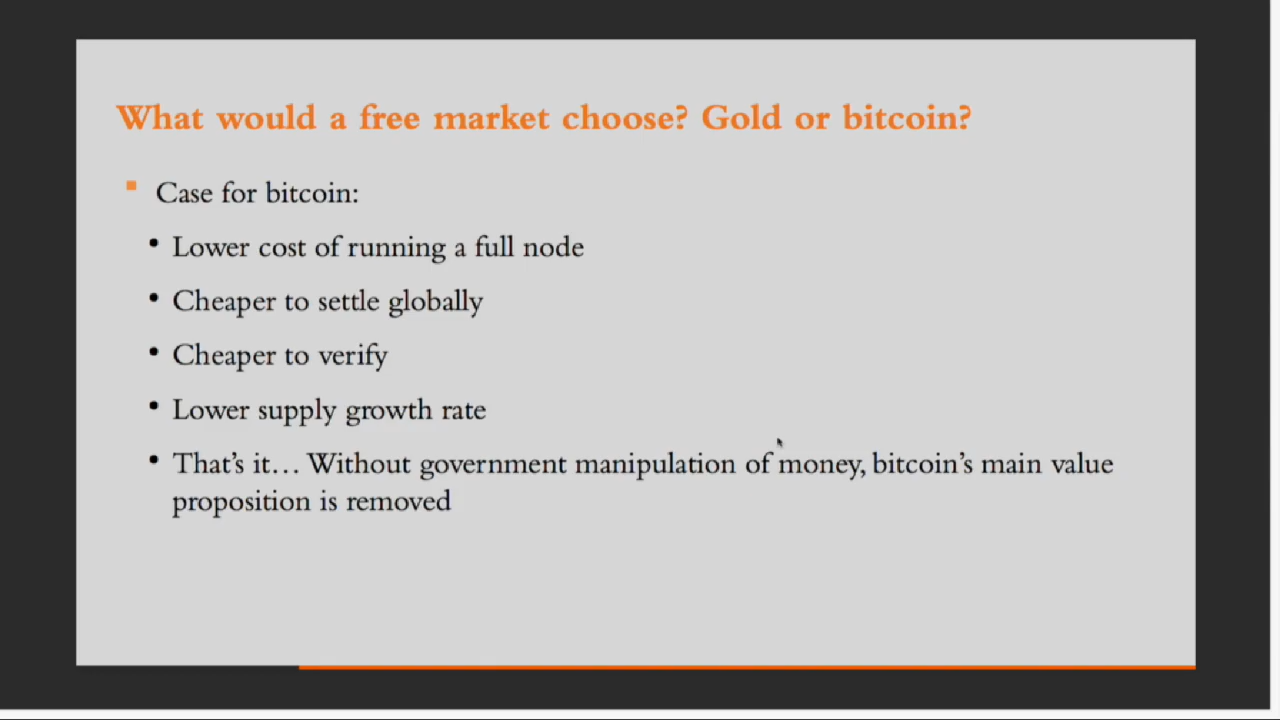 What would a free market choose? Gold or bitcoin?
Case for bitcoin:
Lower cost of running a full node
Cheaper to settle globally
Cheaper to verify
Lower supply growth rate
That's it... Without government manipulation of money, bitcoin's main value
proposition is removed